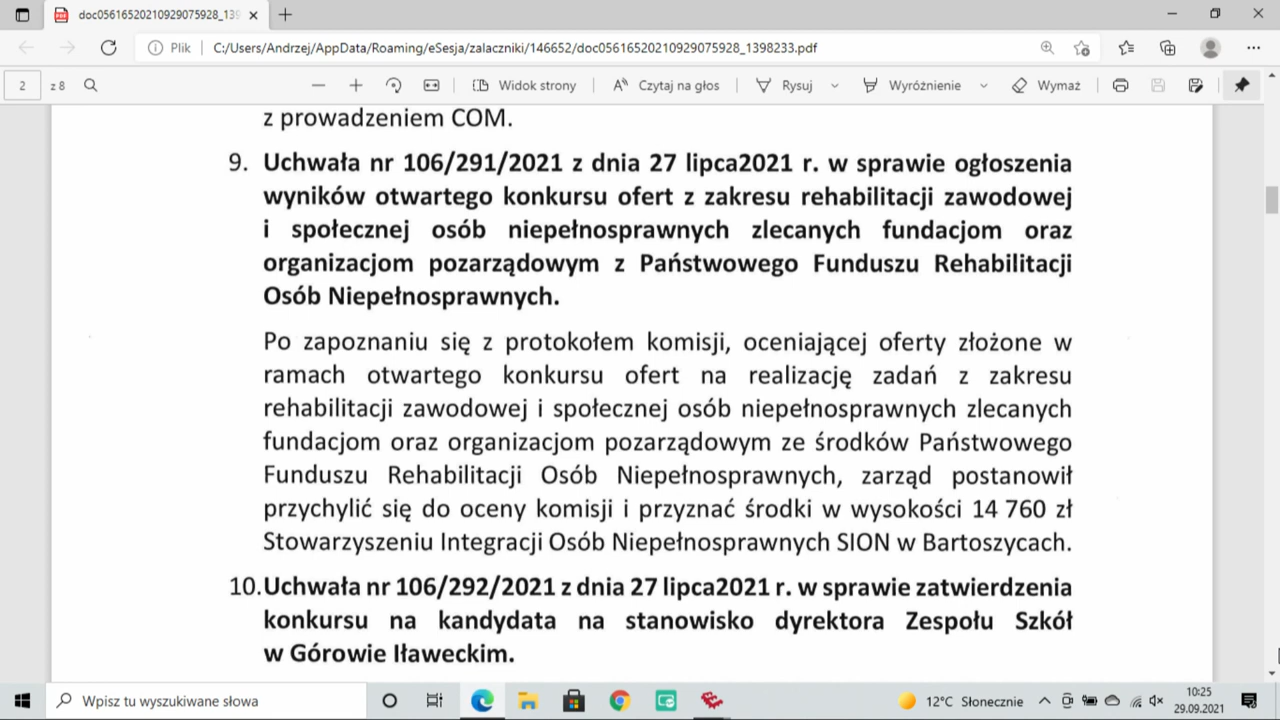 doc05616520210929075928_139
Plik
C:/Users/Andrzej/AppData/Roaming/eSesja/zalaczniki/146652/doc05616520210929075928_1398233.pdf
2 z 8
Widok strony
Czytaj na głos
Rysuj
Wyróżnienie
Wymaż
z prowadzeniem COM.
9. Uchwała nr 106/291/2021 z dnia 27 lipca2021 r. w sprawie ogłoszenia
wyników otwartego konkursu ofert z zakresu rehabilitacji zawodowej
i społecznej osób niepełnosprawnych zlecanych fundacjom oraz
organizacjom pozarządowym z Państwowego Funduszu Rehabilitacji
Osób Niepełnosprawnych.
Po zapoznaniu się z protokołem komisji, oceniającej oferty złożone w
ramach otwartego konkursu ofert na realizację zadań z zakresu
rehabilitacji zawodowej i społecznej osób niepełnosprawnych zlecanych
fundacjom oraz organizacjom pozarządowym ze środków Państwowego
Funduszu Rehabilitacji Osób Niepełnosprawnych, zarząd postanowił
przychylić się do oceny komisji i przyznać środki w wysokości 14 760 zł
Stowarzyszeniu Integracji Osób Niepełnosprawnych SION w Bartoszycach.
10. Uchwała nr 106/292/2021 z dnia 27 lipca2021 r. w sprawie zatwierdzenia
konkursu na kandydata na stanowisko dyrektora Zespołu Szkół
w Górowie Iławeckim.
Wpisz tu wyszukiwane słowa
12°C Słonecznie
10:25
29.09.2021